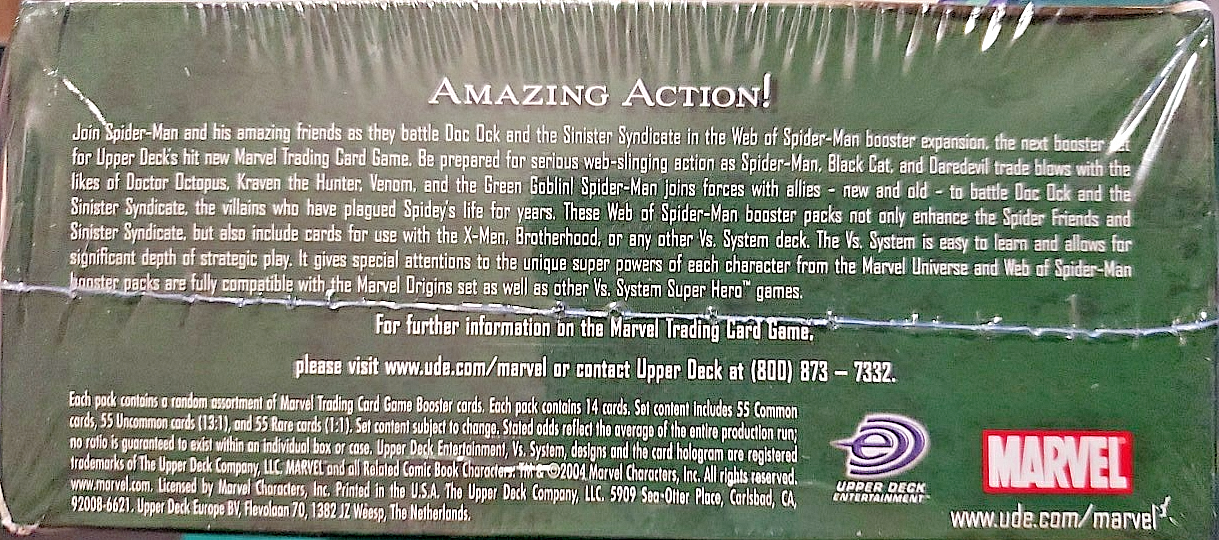 AMAZING ACTION!
Join Spider-Man and his amazing friends as they battle Doc Ock and the Sinister Syndicate in the Web of Spider-Man booster expansion, the next booster set
for Upper Deck's hit new Marvel Trading Card Game. Be prepared for serious web-slinging action as Spider-Man, Black Cat, and Daredevil trade blows with the
likes of Doctor Octopus, Kraven the Hunter, Venom, and the Green Goblin! Spider-Man joins forces with allies - new and old - to battle Doc Ock and the
Sinister Syndicate, the villains who have plagued Spidey's life for years. These Web of Spider-Man booster packs not only enhance the Spider Friends and
Sinister Syndicate, but also include cards for use with the X-Men, Brotherhood, or any other Vs. System deck. The Vs. System is easy to learn and allows for
significant depth of strategic play. It gives special attentions to the unique super powers of each character from the Marvel Universe and Web of Spider-Man
booster packs are fully compatible with the Marvel Origins set as well as other Vs. System Super Hero™ games.
For further information on the Marvel Trading Card Game,
please visit www.ude.com/marvel or contact Upper Deck at (800) 873 – 7332.
Each pack contains a random assortment of Marvel Trading Card Game Booster cards. Each pack contains 14 cards. Set content includes 55 Common
cards, 55 Uncommon cards (13:1), and 55 Rare cards (1:1). Set content subject to change. Stated odds reflect the average of the entire production run;
no ratio is guaranteed to exist within an individual box or case. Upper Deck Entertainment, Vs. System, designs and the card hologram are registered
trademarks of The Upper Deck Company, LLC. MARVEL and all Related Comic Book Characters: TM & ©2004 Marvel Characters, Inc. All rights reserved.
www.marvel.com. Licensed by Marvel Characters, Inc. Printed in the U.S.A. The Upper Deck Company, LLC. 5909 Sea-Otter Place, Carlsbad, CA,
92008-6621. Upper Deck Europe BV, Flevolaan 70, 1382 JZ Weesp, The Netherlands.
e
UPPER DECK
ENTERTAINMENT™
MARVEL
www.ude.com/marvel